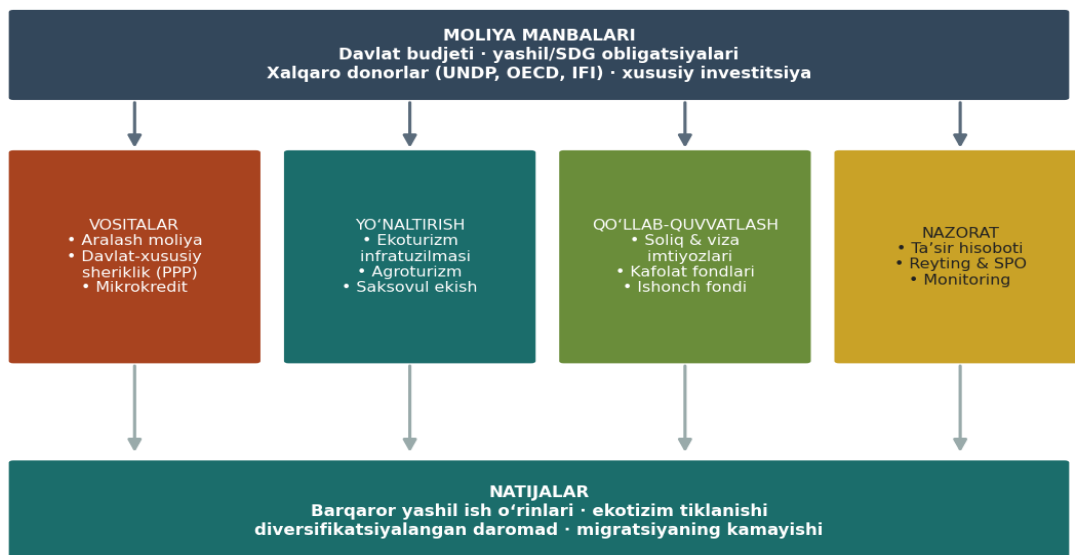 MOLIYA MANBALARI
Davlat budjeti · yashil/SDG obligatsiyalari
Xalqaro donorlar (UNDP, OECD, IFI) · xususiy investitsiya
VOSITALAR
• Aralash moliya
• Davlat-xususiy
sheriklik (PPP)
• Mikrokredit
YO‘NALTIRISH
• Ekoturizm
infratuzilmasi
• Agroturizm
• Saksovul ekish
QO‘LLAB-QUVVATLASH
• Soliq & viza
imtiyozlari
• Kafolat fondlari
• Ishonch fondi
NAZORAT
• Ta’sir hisoboti
• Reyting & SPO
• Monitoring
NATIJALAR
Barqaror yashil ish o‘rinlari · ekotizim tiklanishi
diversifikatsiyalangan daromad · migratsiyaning kamayishi